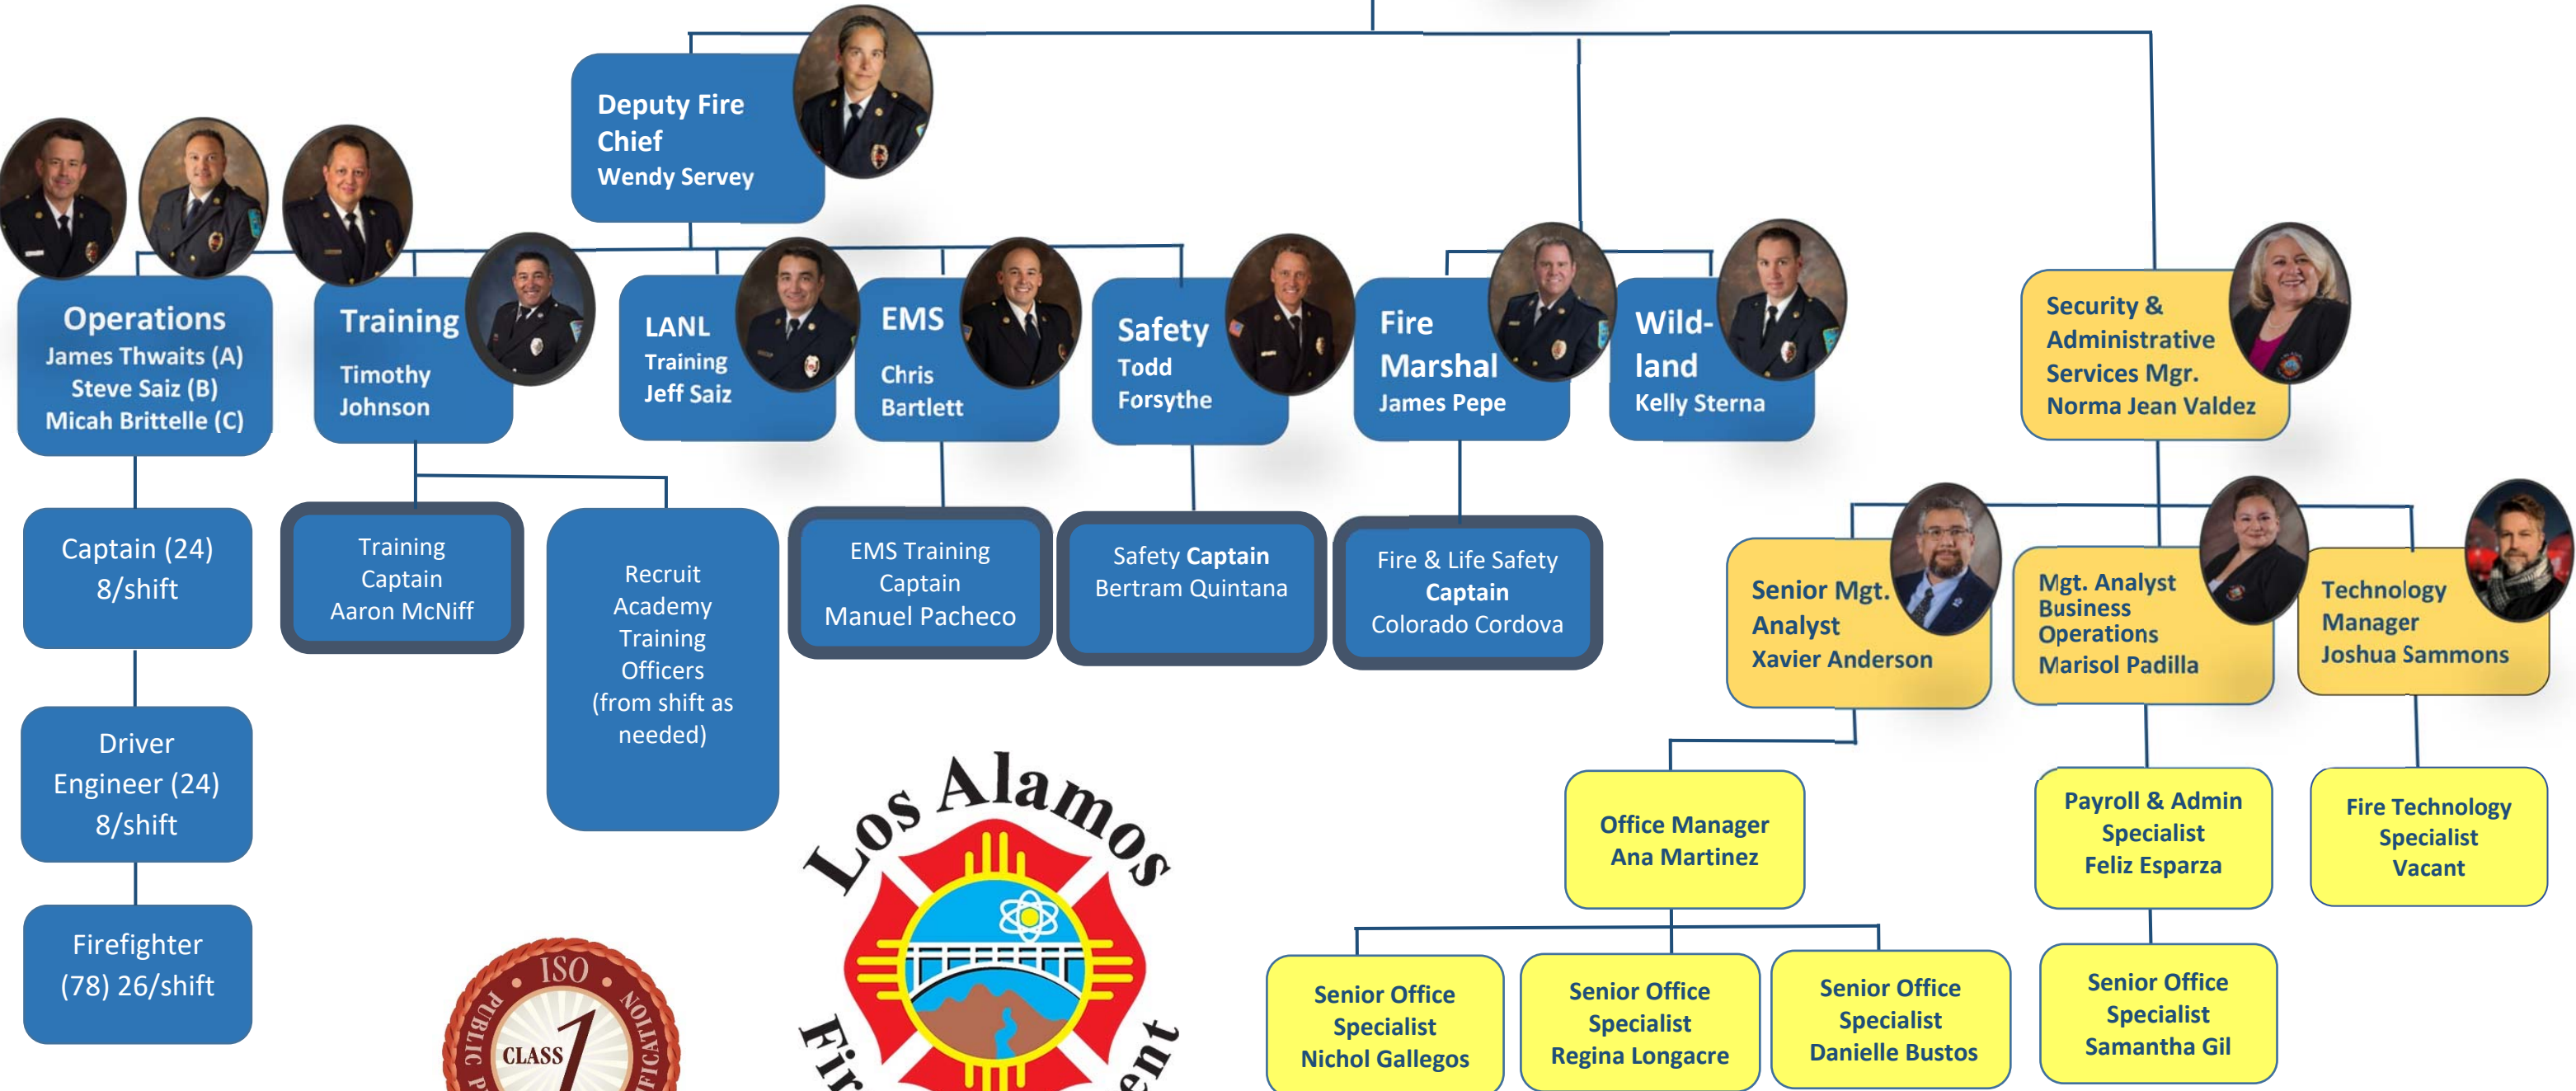 Deputy Fire
Chief
Wendy Servey
Operations
James Thwaits (A)
Steve Saiz (B)
Micah Brittelle (C)
Training
Timothy
Johnson
LANL
Training
Jeff Saiz
EMS
Chris
Bartlett
Safety
Todd
Forsythe
Fire
Marshal
James Pepe
Wild-
land
Kelly Sterna
Security &
Administrative
Services Mgr.
Norma Jean Valdez
Captain (24)
8/shift
Training
Captain
Aaron McNiff
Recruit
Academy
Training
Officers
(from shift as
needed)
EMS Training
Captain
Manuel Pacheco
Safety Captain
Bertram Quintana
Fire & Life Safety
Captain
Colorado Cordova
Senior Mgt.
Analyst
Xavier Anderson
Mgt. Analyst
Business
Operations
Marisol Padilla
Technology
Manager
Joshua Sammons
Driver
Engineer (24)
8/shift
Office Manager
Ana Martinez
Payroll & Admin
Specialist
Feliz Esparza
Fire Technology
Specialist
Vacant
Firefighter
(78) 26/shift
Senior Office
Specialist
Nichol Gallegos
Senior Office
Specialist
Regina Longacre
Senior Office
Specialist
Danielle Bustos
Senior Office
Specialist
Samantha Gil
Los Alamos
ISO
PUBLIC
CLASS
1